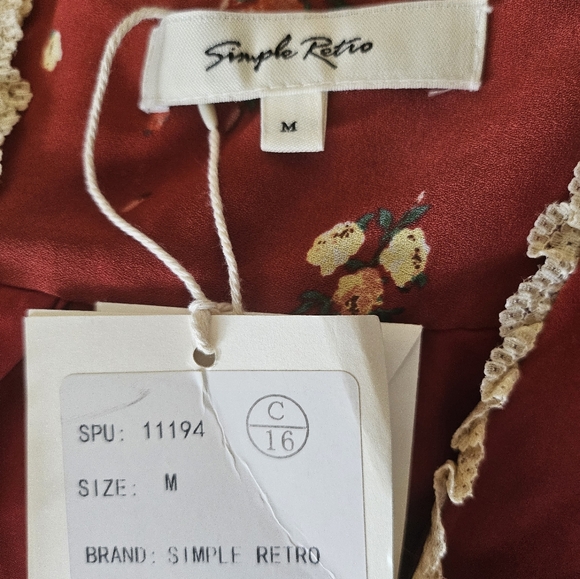 Simple Retro
M
SPU: 11194
C
16
SIZE: M
BRAND: SIMPLE RETRO